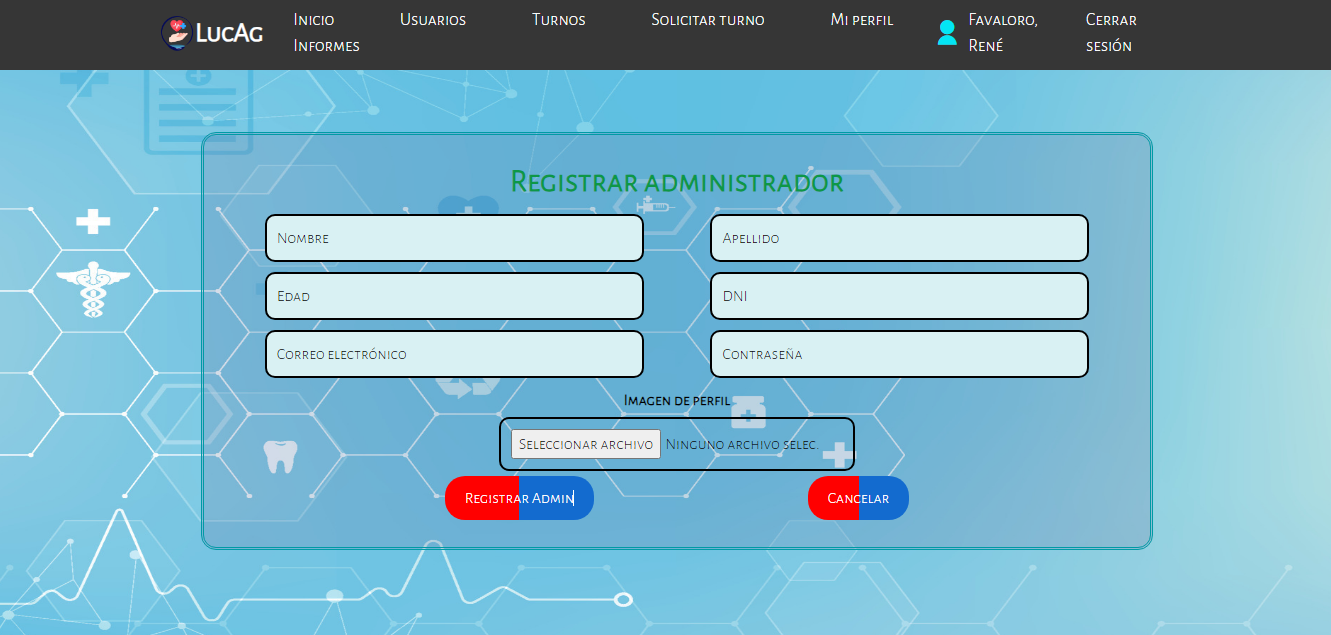 LucAg
Inicio
Usuarios
Turnos
Solicitar turno
Mi perfil
Informes
Favaloro,
René
Cerrar
sesión
Registrar administrador
Nombre
Apellido
Edad
DNI
Correo electrónico
Contraseña
Imagen de perfil
Seleccionar archivo Ninguno archivo selec.
Registrar Admin
Cancelar